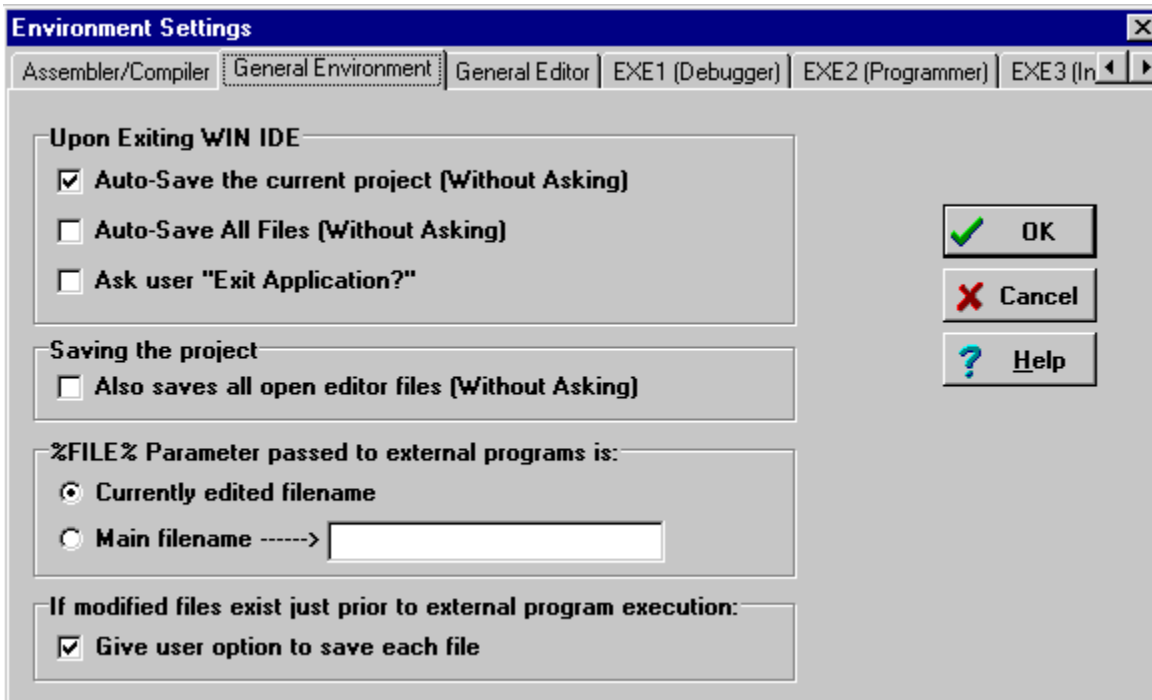 Environment Settings
Assembler/Compiler General Environment General Editor EXE1 (Debugger) EXE2 (Programmer) EXE3 (In
Upon Exiting WIN IDE
Auto-Save the current project (Without Asking)
Auto-Save All Files (Without Asking)
Ask user "Exit Application?"
OK
Cancel
Help
Saving the project
Also saves all open editor files (Without Asking)
%FILE% Parameter passed to external programs is:
Currently edited filename
Main filename ------>
If modified files exist just prior to external program execution:
Give user option to save each file